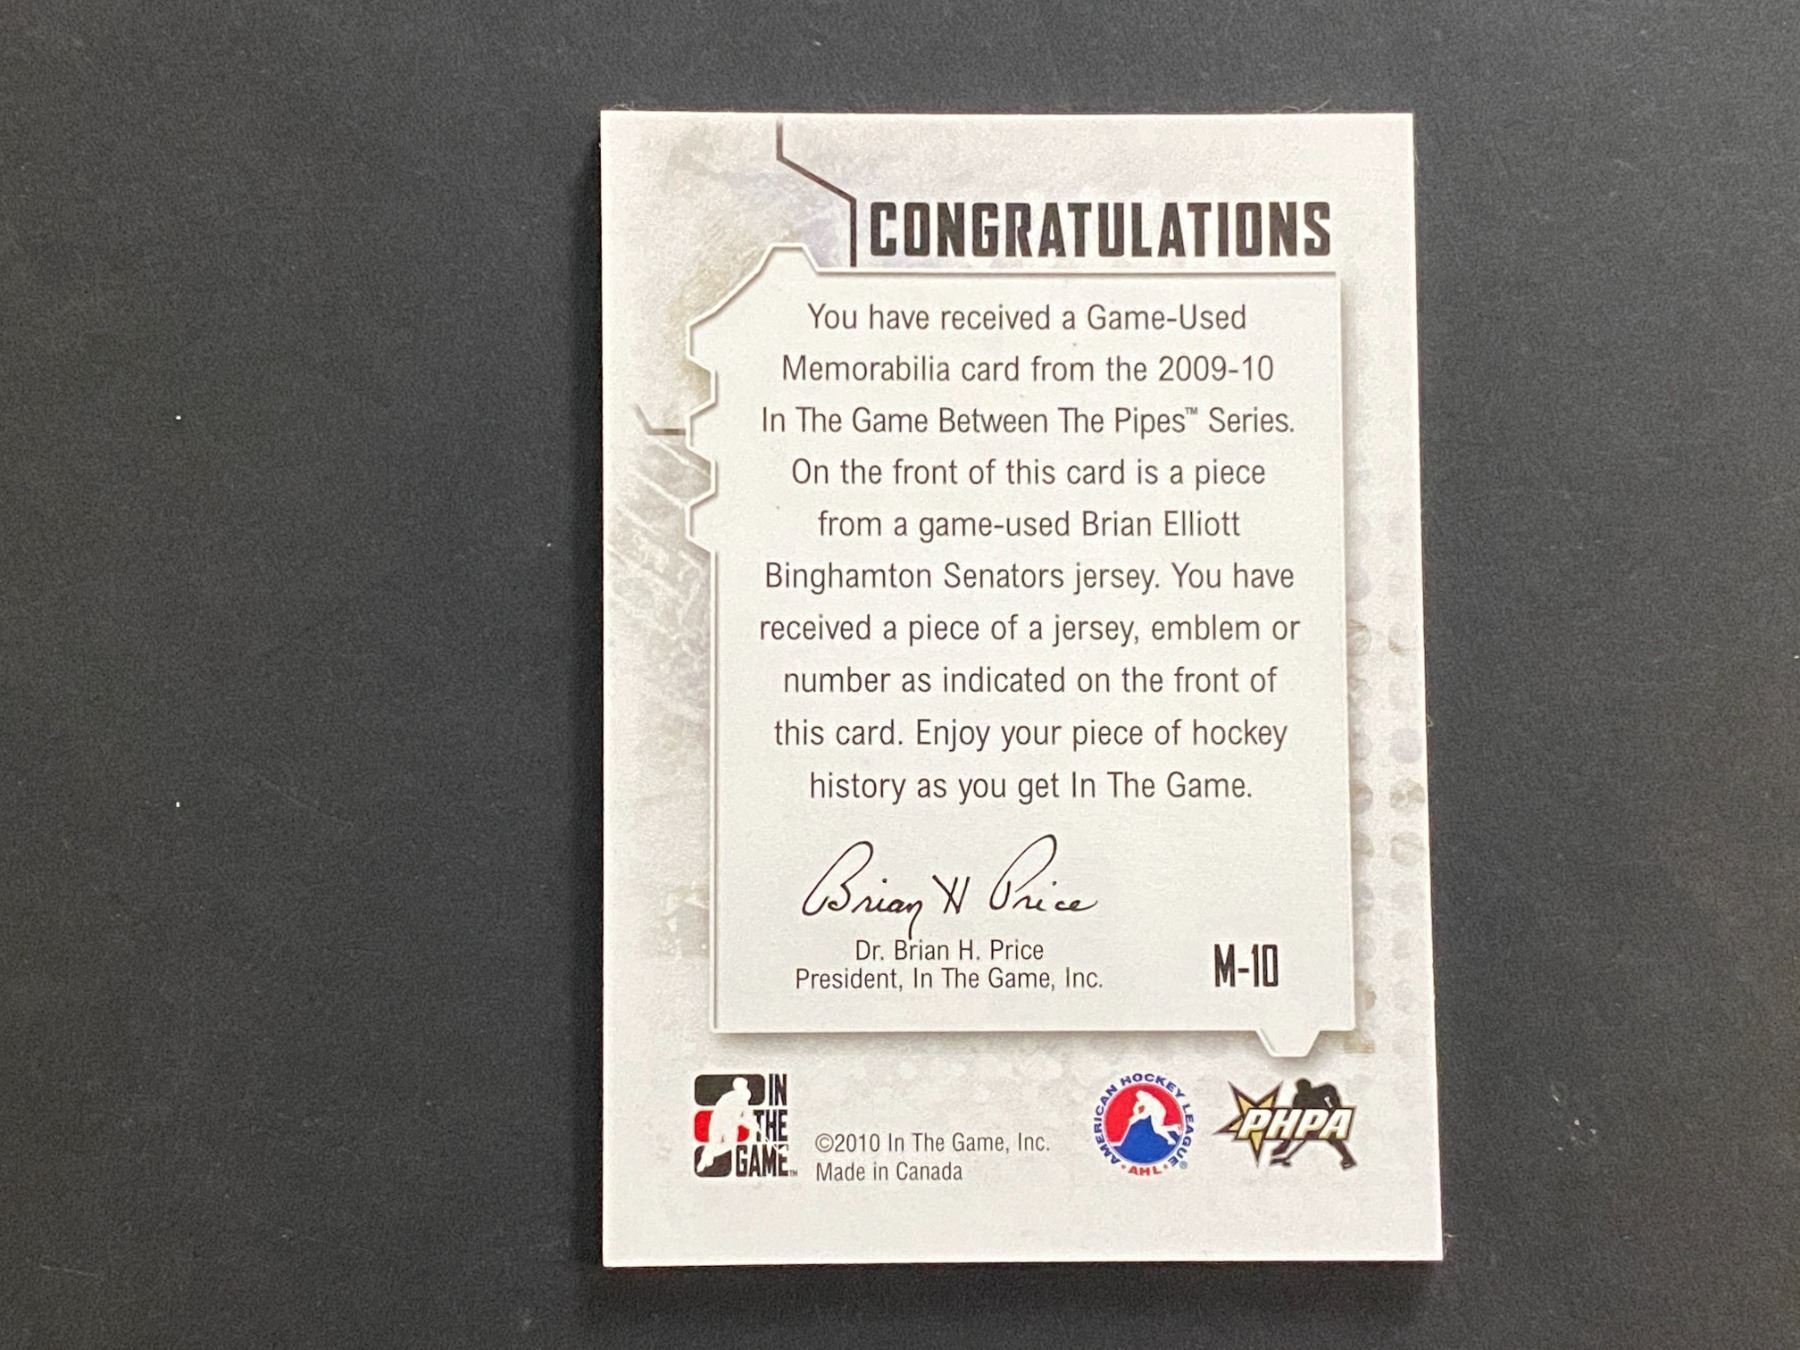 CONGRATULATIONS
You have received a Game-Used
Memorabilia card from the 2009-10
In The Game Between The Pipes™ Series.
On the front of this card is a piece
from a game-used Brian Elliott
Binghamton Senators jersey. You have
received a piece of a jersey, emblem or
number as indicated on the front of
this card. Enjoy your piece of hockey
history as you get In The Game.
Brian H Price
Dr. Brian H. Price
President, In The Game, Inc.
M-10
IN
THE
GAME™
©2010 In The Game, Inc.
Made in Canada
AMERICAN HOCKEY LEAGUE
AHL
PHPA